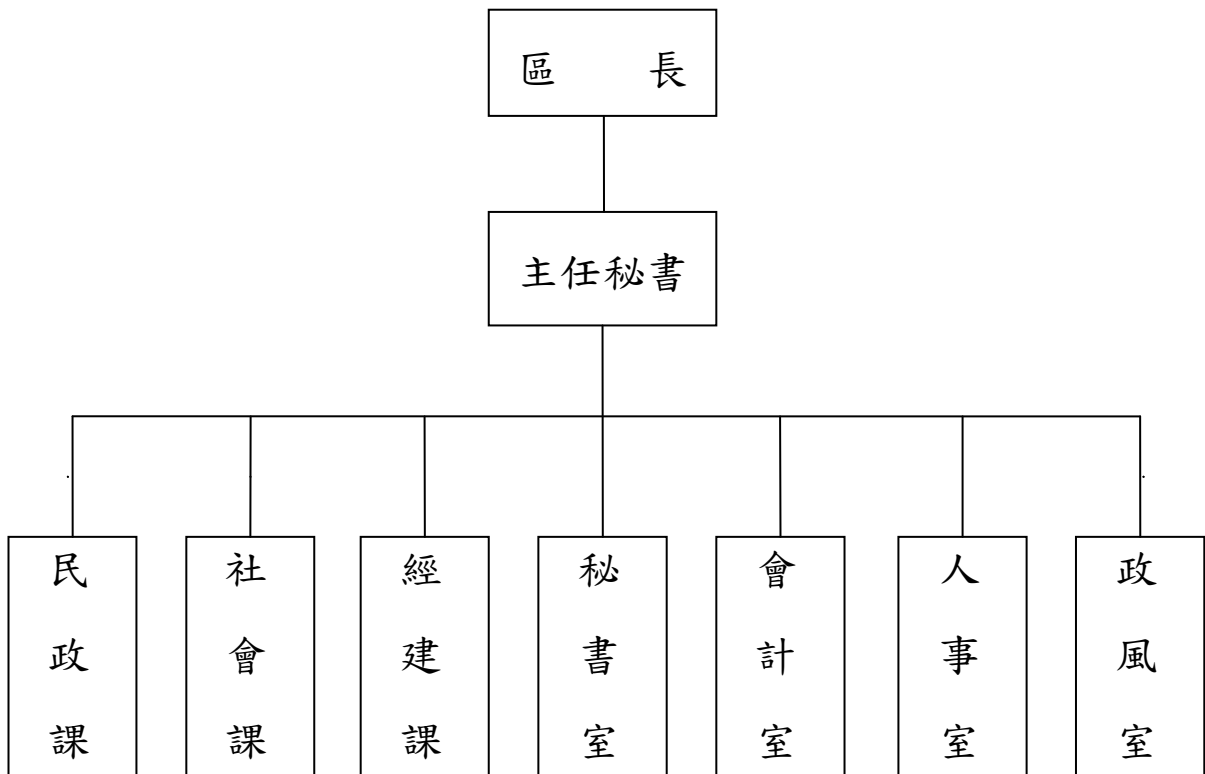 區 長
主任秘書
民政課
社會課
經建課
秘書室
會計室
人事室
政風室